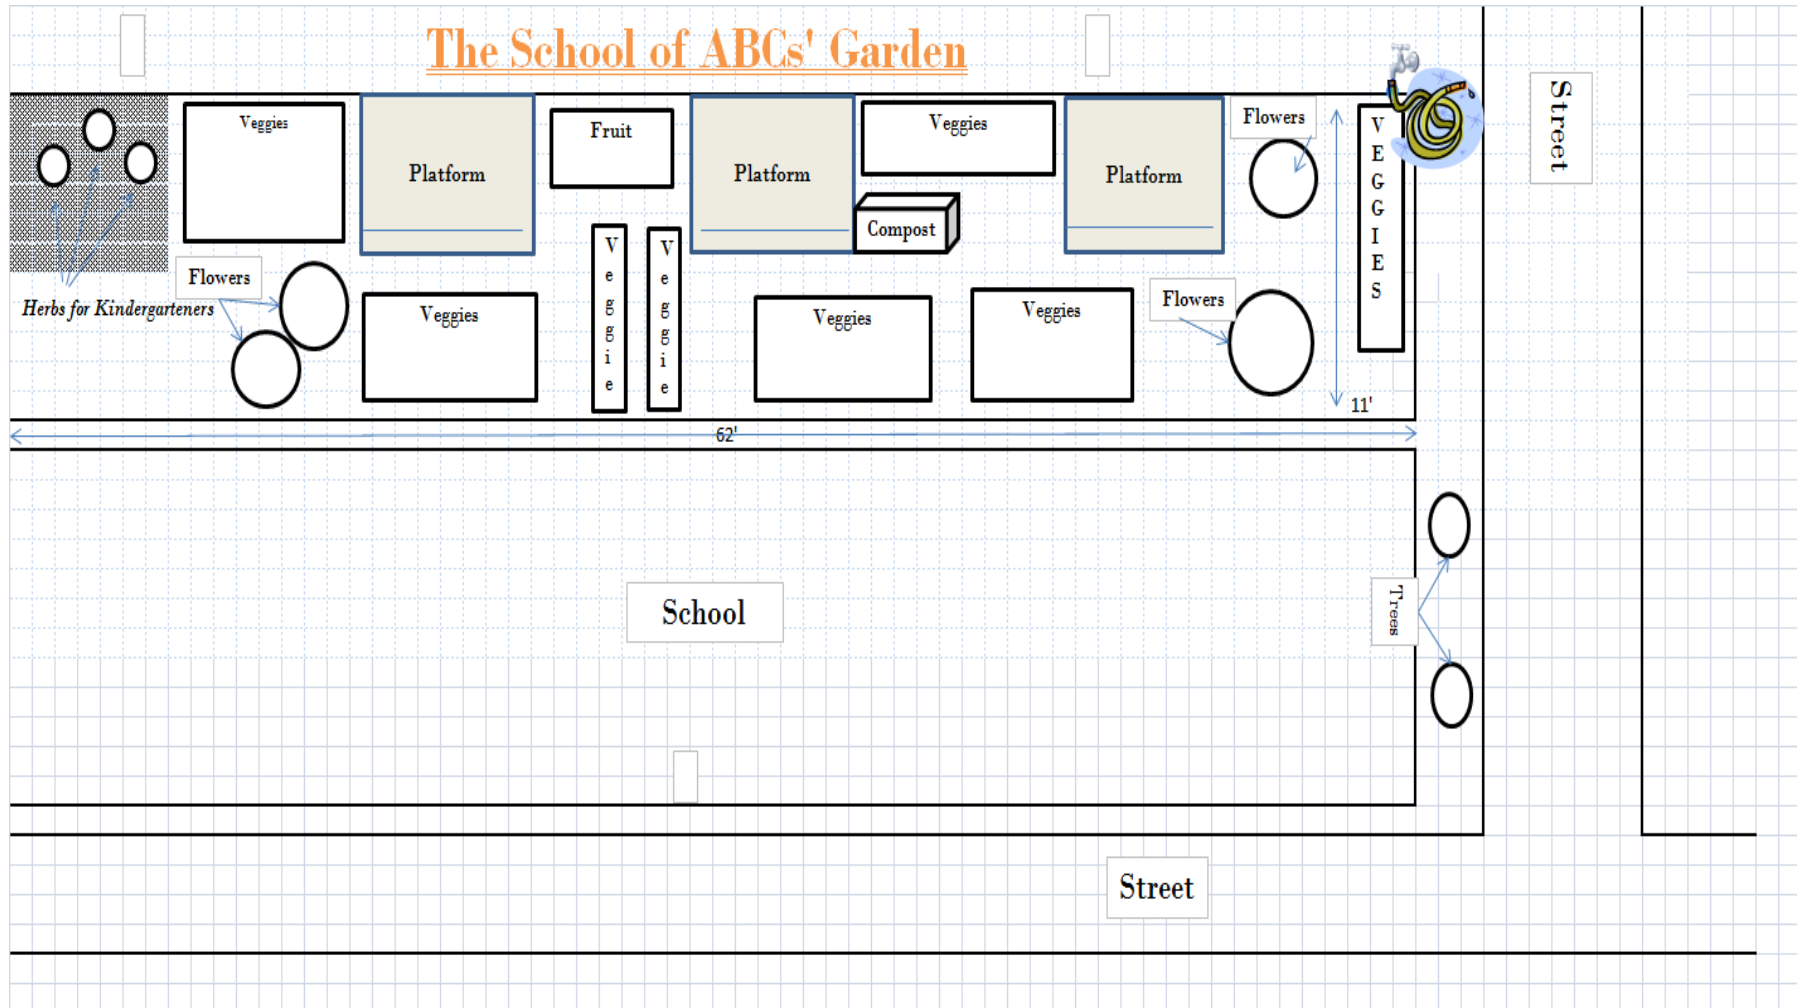 The School of ABCs' Garden
Street
Veggies
Platform
Fruit
Platform
Veggies
Platform
Flowers
VEGGIES
Compost
Veggie
Veggie
Flowers
Herbs for Kindergarteners
Veggies
Veggies
Veggies
Flowers
11'
62'
School
Trees
Street